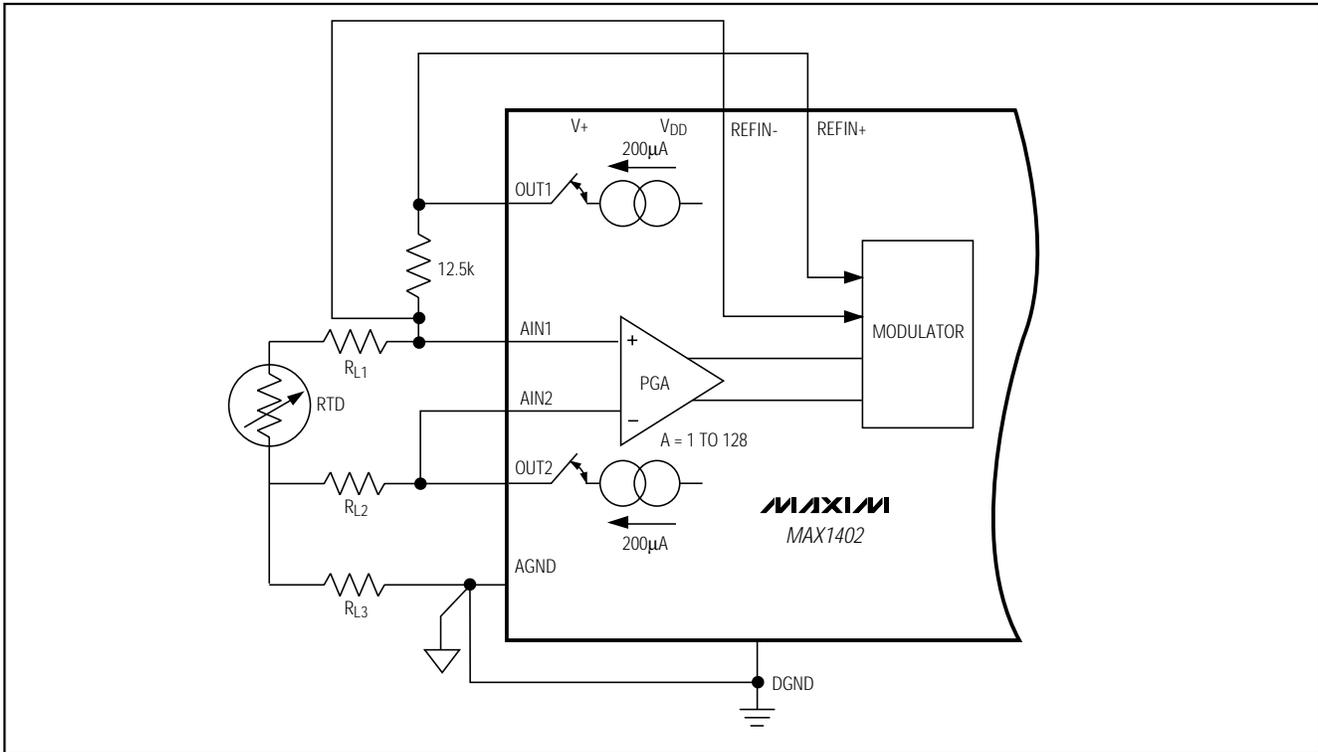 V+
VDD
REFIN-
REFIN+
200µA
OUT1
12.5k
AIN1
RL1
+
MODULATOR
PGA
RTD
AIN2
−
A = 1 TO 128
OUT2
RL2
MAXIM
MAX1402
200µA
AGND
RL3
DGND